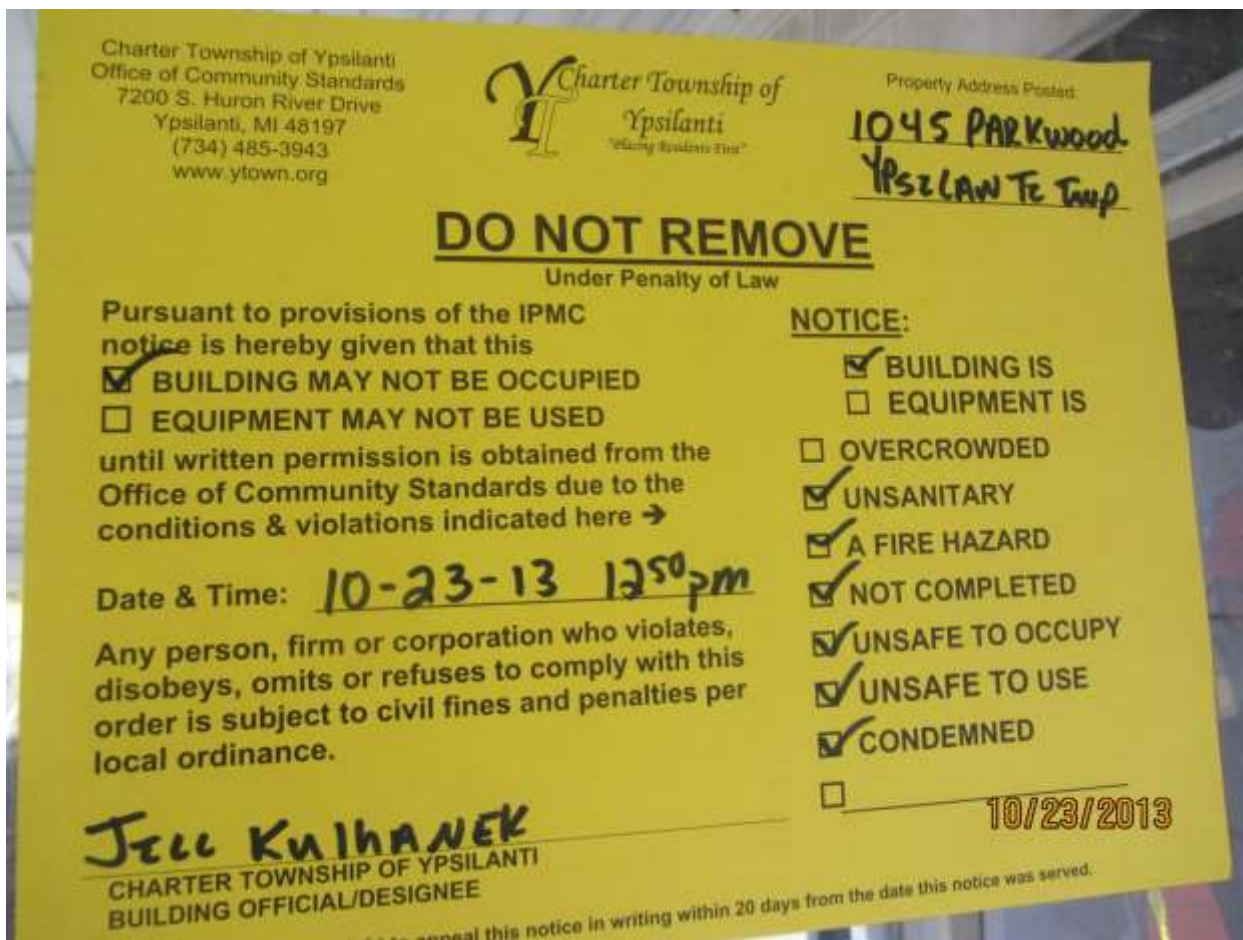 Charter Township of Ypsilanti
Office of Community Standards
7200 S. Huron River Drive
Ypsilanti, MI 48197
(734) 485-3943
www.ytown.org
Charter Township of
Ypsilanti
"Placing Residents First"
Property Address Posted:
1045 PARKWOOD
YPSILANTI TWP
DO NOT REMOVE
Under Penalty of Law
Pursuant to provisions of the IPMC
notice is hereby given that this
BUILDING MAY NOT BE OCCUPIED
EQUIPMENT MAY NOT BE USED
until written permission is obtained from the
Office of Community Standards due to the
conditions & violations indicated here →
Date & Time: 10-23-13 12 50 pm
Any person, firm or corporation who violates,
disobeys, omits or refuses to comply with this
order is subject to civil fines and penalties per
local ordinance.
NOTICE:
BUILDING IS
EQUIPMENT IS
OVERCROWDED
UNSANITARY
A FIRE HAZARD
NOT COMPLETED
UNSAFE TO OCCUPY
UNSAFE TO USE
CONDEMNED
10/23/2013
KULHANEK
CHARTER TOWNSHIP OF YPSILANTI
BUILDING OFFICIAL/DESIGNEE
appeal this notice in writing within 20 days from the date this notice was served.